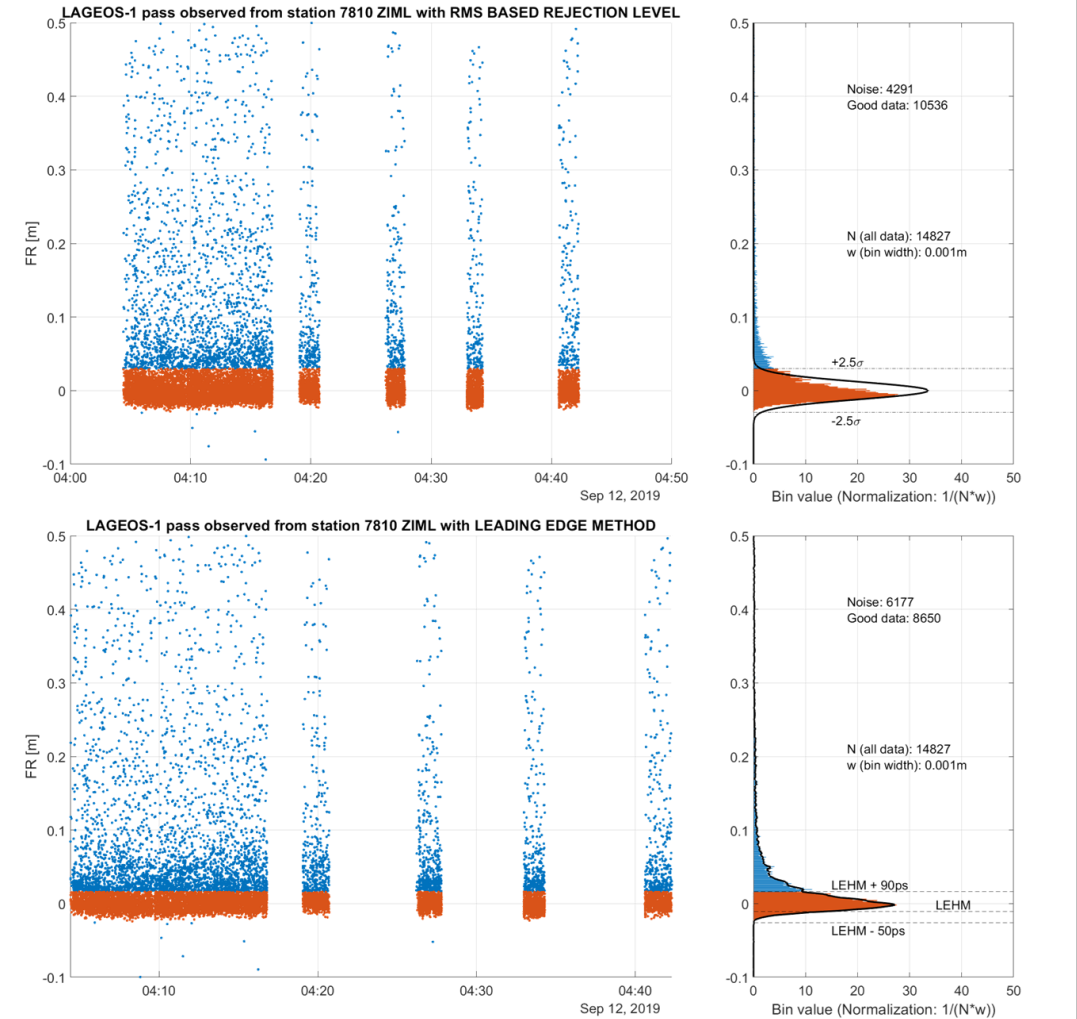 LAGEOS-1 pass observed from station 7810 ZIML with RMS BASED REJECTION LEVEL
0.5
0.4
0.3
0.2
0.1
0
-0.1
FR [m]
04:00 04:10 04:20 04:30 04:40 04:50
Sep 12, 2019
0.5
0.4
0.3
0.2
0.1
0
-0.1
Noise: 4291
Good data: 10536
N (all data): 14827
w (bin width): 0.001m
+2.5σ
-2.5σ
0 10 20 30 40 50
Bin value (Normalization: 1/(N*w))
LAGEOS-1 pass observed from station 7810 ZIML with LEADING EDGE METHOD
0.5
0.4
0.3
0.2
0.1
0
-0.1
FR [m]
04:10 04:20 04:30 04:40
Sep 12, 2019
0.5
0.4
0.3
0.2
0.1
0
-0.1
Noise: 6177
Good data: 8650
N (all data): 14827
w (bin width): 0.001m
LEHM + 90ps
LEHM
LEHM - 50ps
0 10 20 30 40 50
Bin value (Normalization: 1/(N*w))